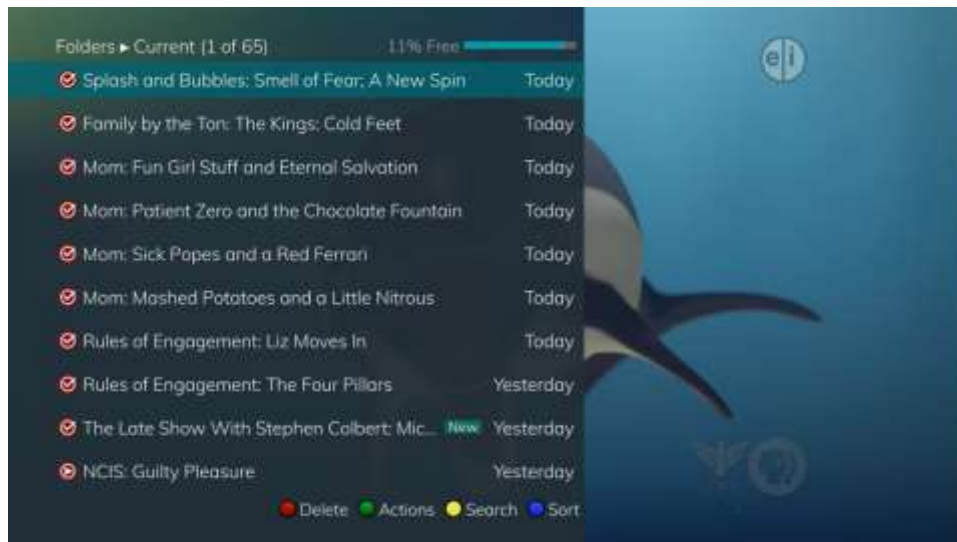 Folders ▸ Current (1 of 65) 11% Free
Splash and Bubbles: Smell of Fear; A New Spin Today
Family by the Ton: The Kings: Cold Feet Today
Mom: Fun Girl Stuff and Eternal Salvation Today
Mom: Patient Zero and the Chocolate Fountain Today
Mom: Sick Popes and a Red Ferrari Today
Mom: Mashed Potatoes and a Little Nitrous Today
Rules of Engagement: Liz Moves In Today
Rules of Engagement: The Four Pillars Yesterday
The Late Show With Stephen Colbert: Mic... New Yesterday
NCIS: Guilty Pleasure Yesterday
Delete Actions Search Sort
e i